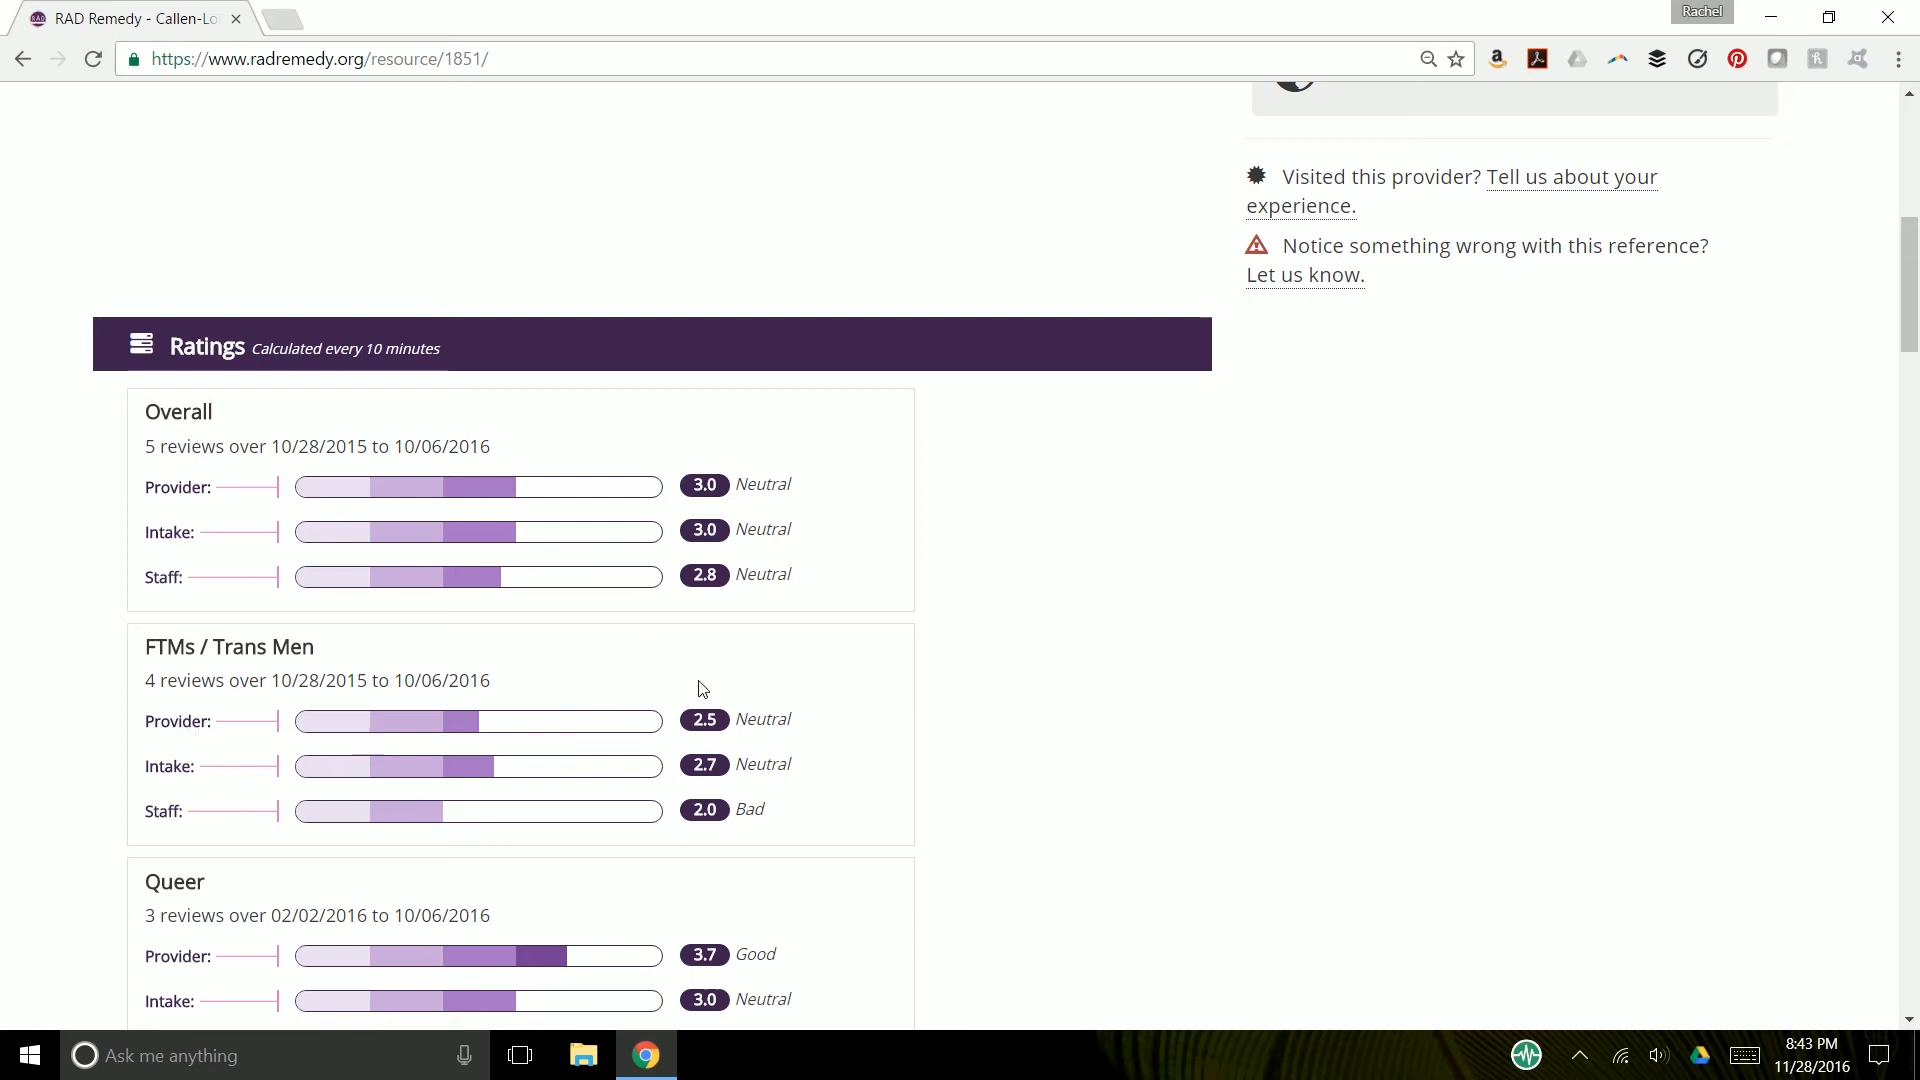 RAD Remedy - Callen-Lo
Rachel
https://www.radremedy.org/resource/1851/
Visited this provider? Tell us about your
experience.
Notice something wrong with this reference?
Let us know.
Ratings Calculated every 10 minutes
Overall
5 reviews over 10/28/2015 to 10/06/2016
Provider: 3.0 Neutral
Intake: 3.0 Neutral
Staff: 2.8 Neutral
FTMs / Trans Men
4 reviews over 10/28/2015 to 10/06/2016
Provider: 2.5 Neutral
Intake: 2.7 Neutral
Staff: 2.0 Bad
Queer
3 reviews over 02/02/2016 to 10/06/2016
Provider: 3.7 Good
Intake: 3.0 Neutral
Ask me anything
8:43 PM
11/28/2016